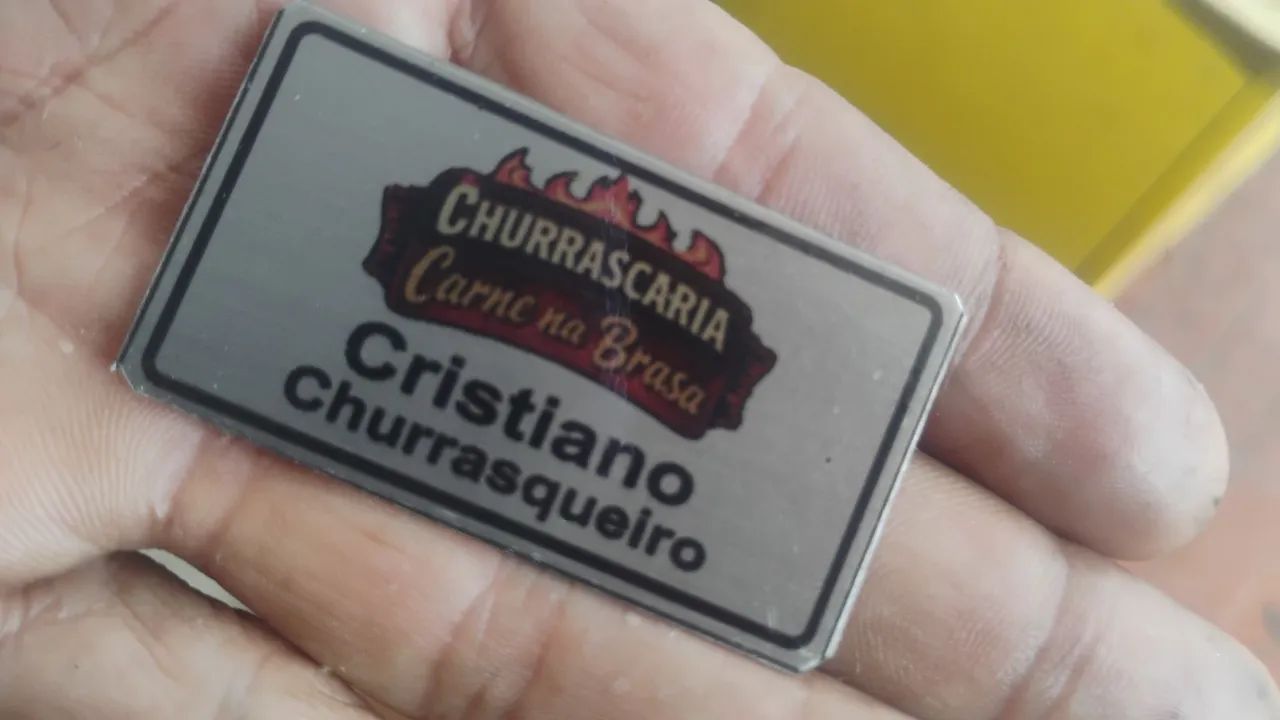 CHURRASCARIA
Carne na Brasa
Cristiano
Churrasqueiro